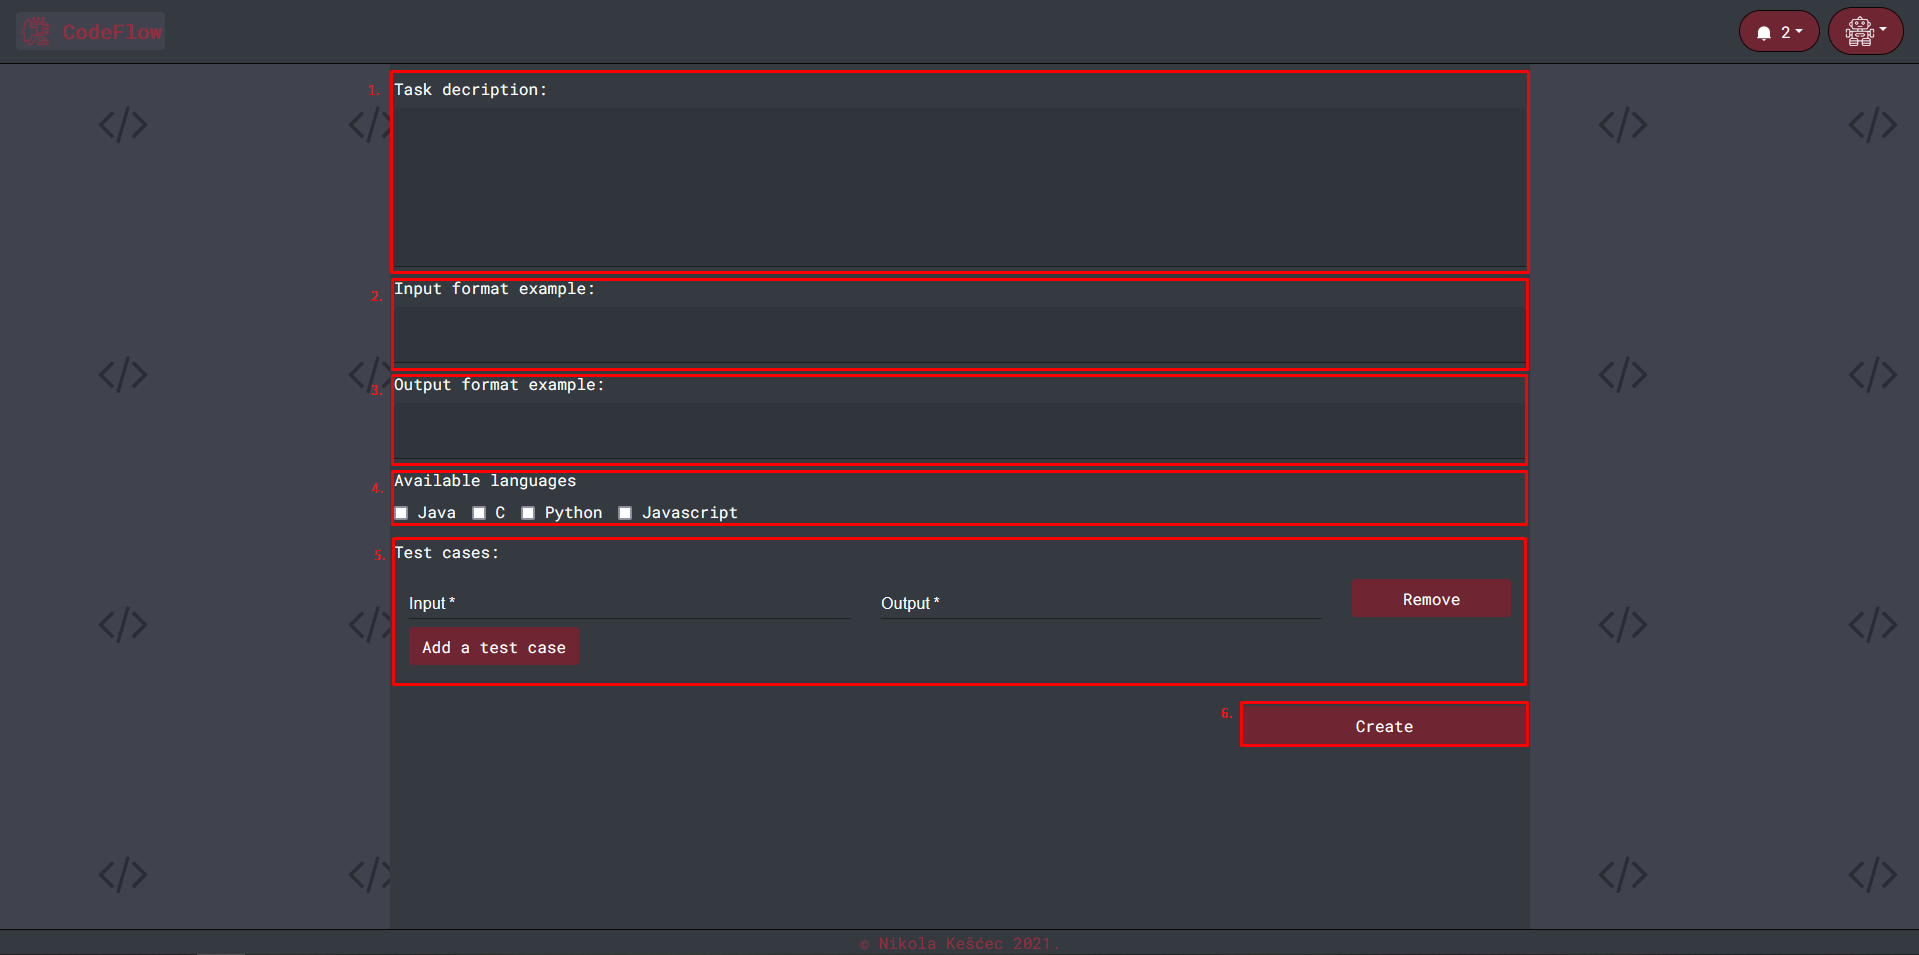 CodeFlow
2
1. Task decription:
2. Input format example:
3. Output format example:
4. Available languages
Java C Python Javascript
5. Test cases:
Input * Output * Remove
Add a test case
6. Create
© Nikola Kešćec 2021.